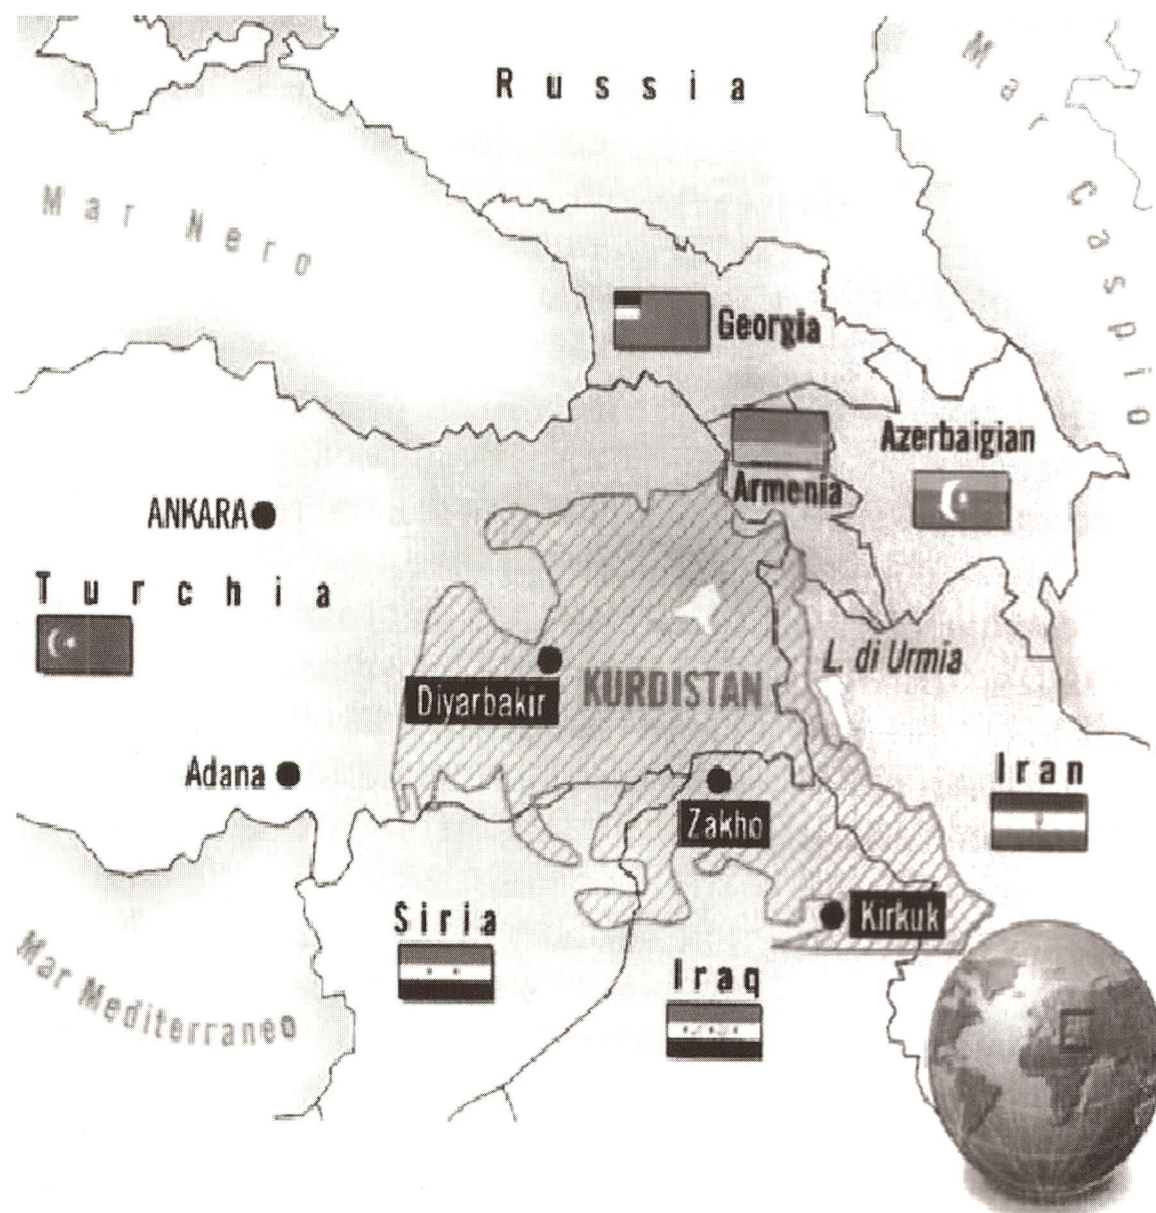 Russia
Mar Caspio
Mar Nero
Georgia
Azerbaigian
Armenia
ANKARA
Turchia
L. di Urmia
KURDISTAN
Diyarbakir
Adana
Iran
Zakho
Siria
Kirkuk
Iraq
Mar Mediterraneo